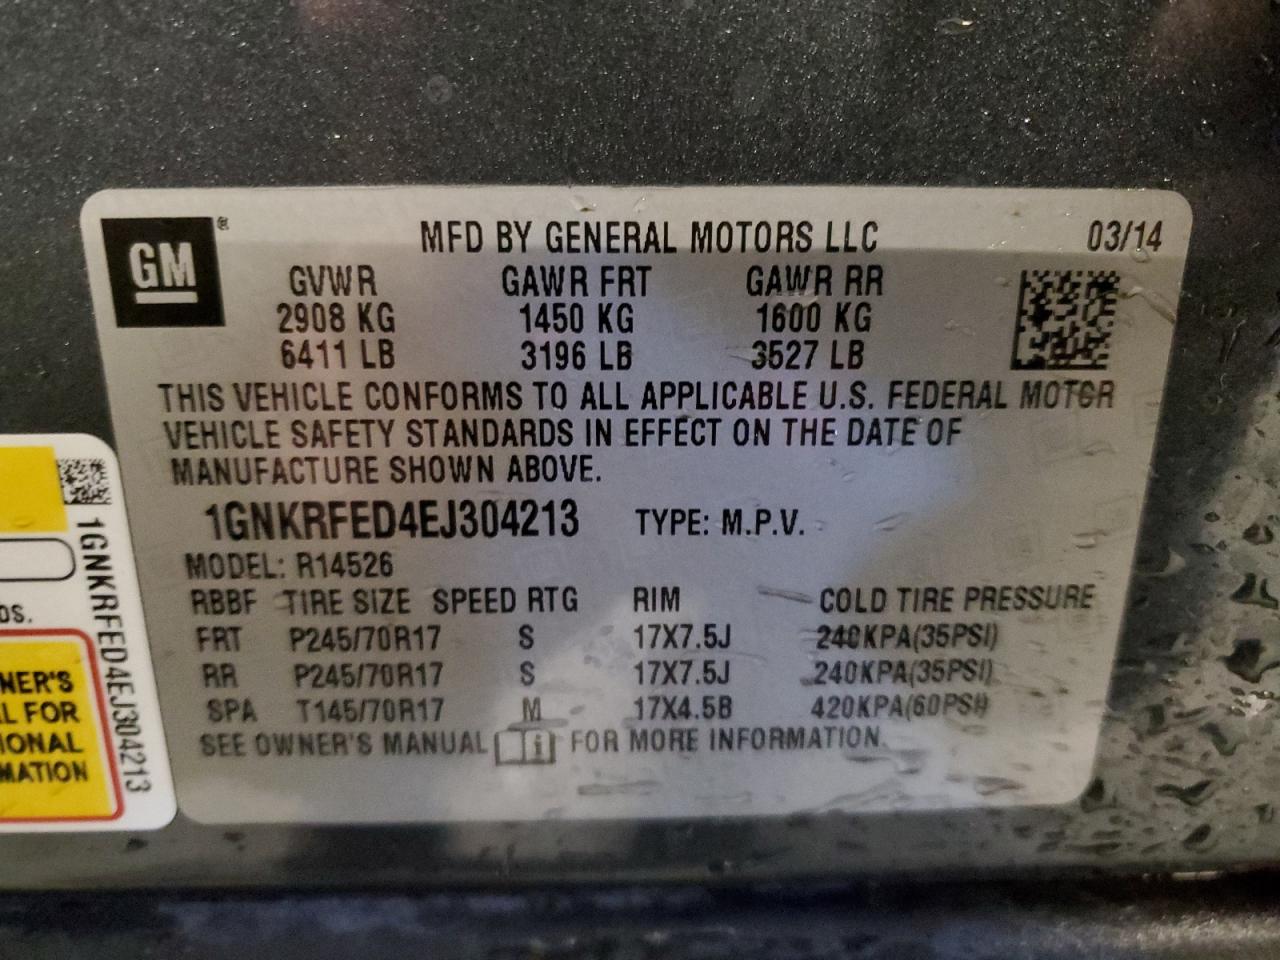 GM®
MFD BY GENERAL MOTORS LLC 03/14
GVWR GAWR FRT GAWR RR
2908 KG 1450 KG 1600 KG
6411 LB 3196 LB 3527 LB
THIS VEHICLE CONFORMS TO ALL APPLICABLE U.S. FEDERAL MOTOR
VEHICLE SAFETY STANDARDS IN EFFECT ON THE DATE OF
MANUFACTURE SHOWN ABOVE.
1GNKRFED4EJ304213 TYPE: M.P.V.
MODEL: R14526
RBBF TIRE SIZE SPEED RTG RIM COLD TIRE PRESSURE
FRT P245/70R17 S 17X7.5J 240KPA(35PSI)
RR P245/70R17 S 17X7.5J 240KPA(35PSI)
SPA T145/70R17 M 17X4.5B 420KPA(60PSI)
SEE OWNER'S MANUAL FOR MORE INFORMATION.
1GNKRFED4EJ304213
DS.
NER'S
L FOR
IONAL
MATION